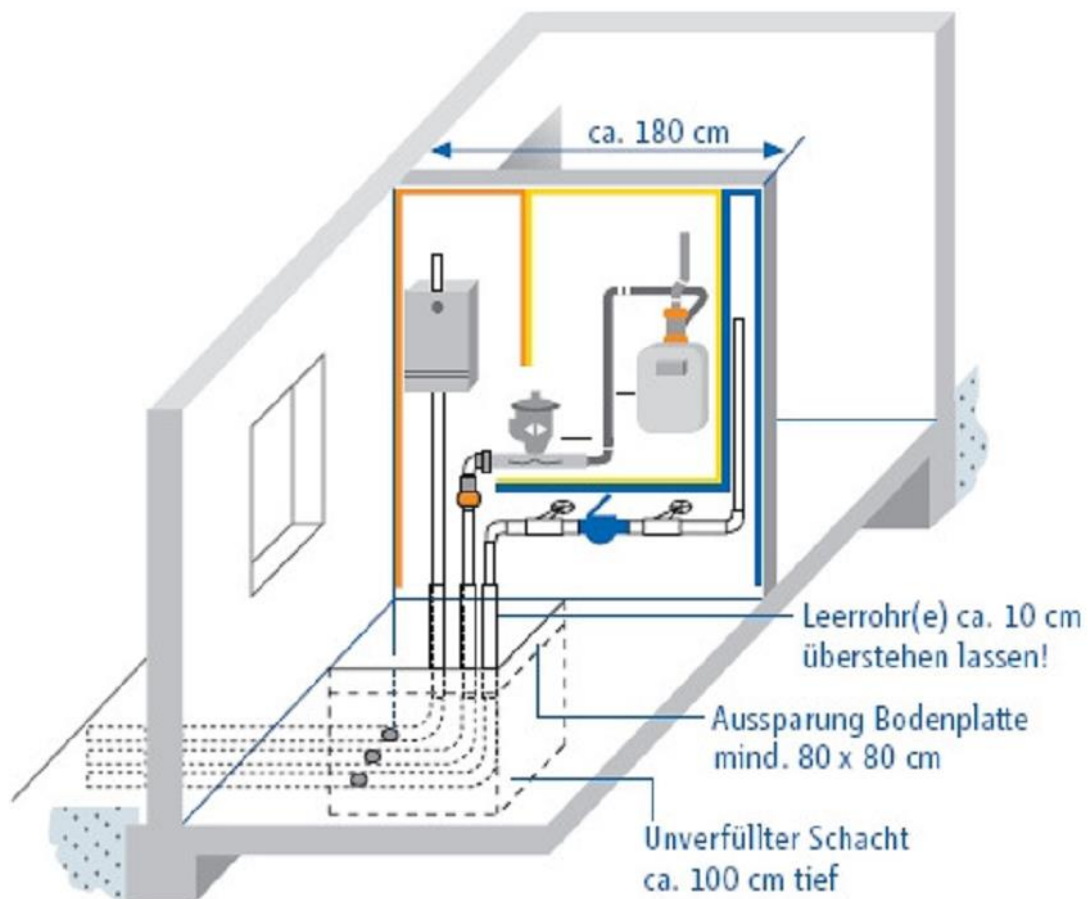 ca. 180 cm
Leerrohr(e) ca. 10 cm
überstehen lassen!
Aussparung Bodenplatte
mind. 80 x 80 cm
Unverfüllter Schacht
ca. 100 cm tief